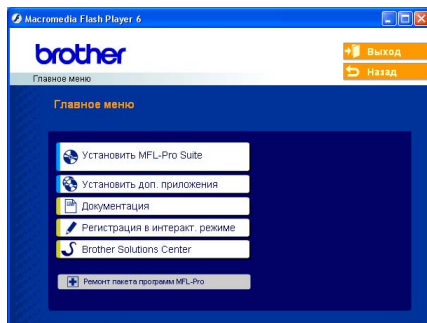 Macromedia Flash Player 6
brother
Выход
Назад
Главное меню
Главное меню
Установить MFL-Pro Suite
Установить доп. приложения
Документация
Регистрация в интеракт. режиме
Brother Solutions Center
Ремонт пакета программ MFL-Pro